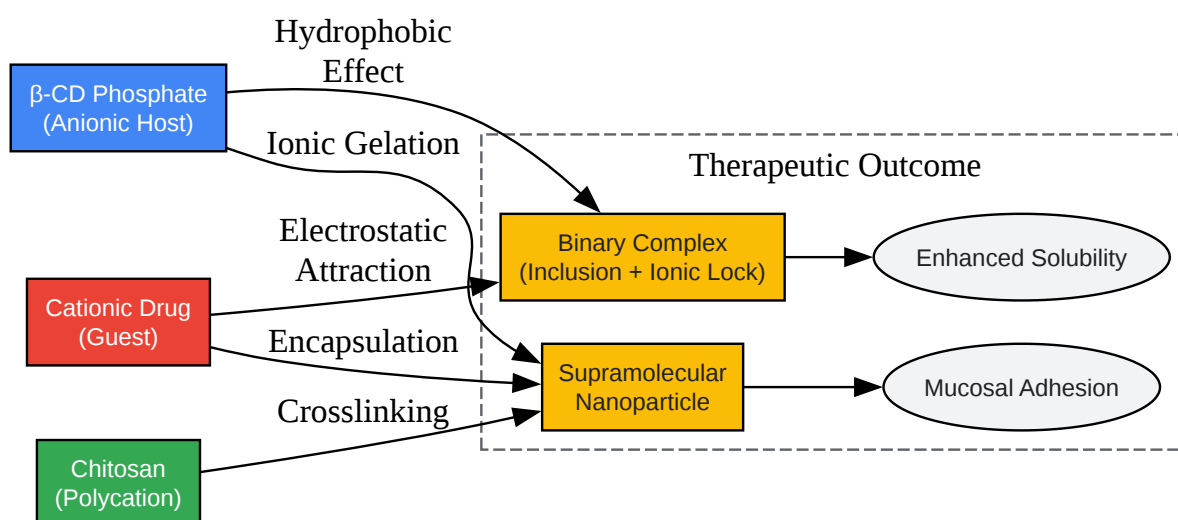 Hydrophobic
Effect
β-CD Phosphate
(Anionic Host)
Ionic Gelation
Therapeutic Outcome
Electrostatic
Attraction
Binary Complex
(Inclusion + Ionic Lock)
Enhanced Solubility
Cationic Drug
(Guest)
Encapsulation
Supramolecular
Nanoparticle
Mucosal Adhesion
Crosslinking
Chitosan
(Polycation)